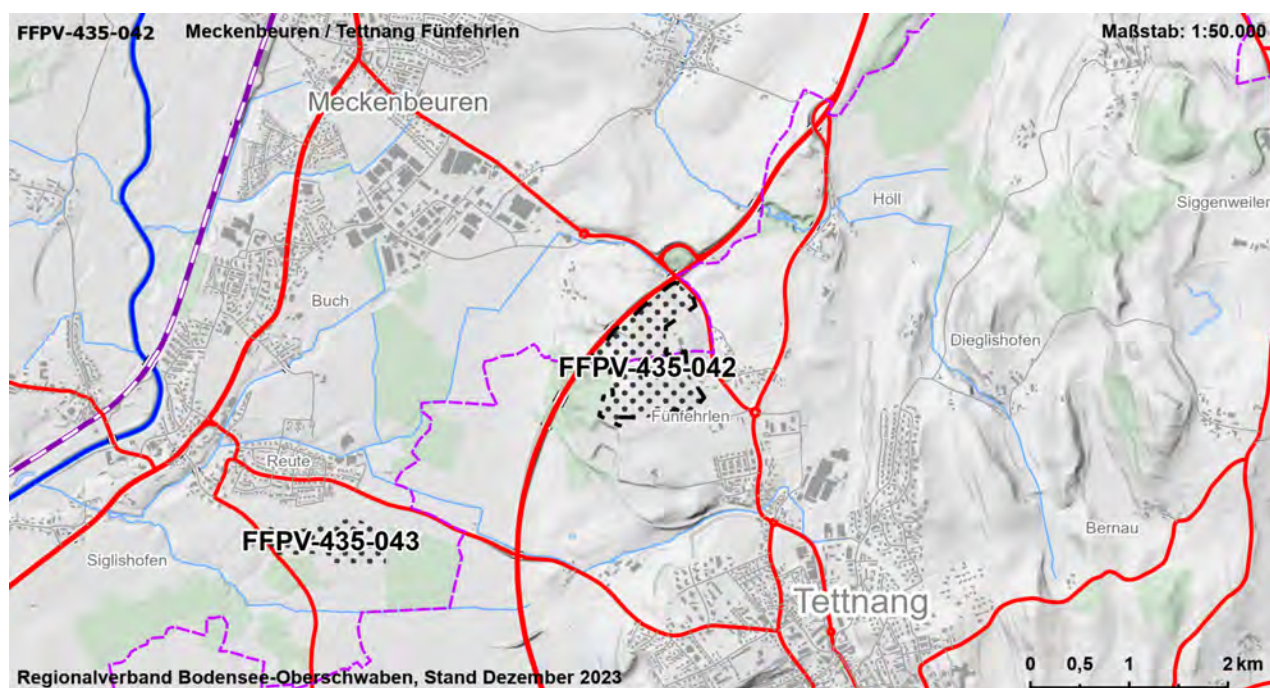 FFPV-435-042 Meckenbeuren / Tettnang Fünfehrlen Maßstab: 1:50.000
Meckenbeuren
Höll
Siggenweiler
Buch
Dieglishofen
FFPV-435-042
Fünfehrlen
Reute
Bernau
FFPV-435-043
Siglishofen
Tettnang
0 0,5 1 2 km
Regionalverband Bodensee-Oberschwaben, Stand Dezember 2023